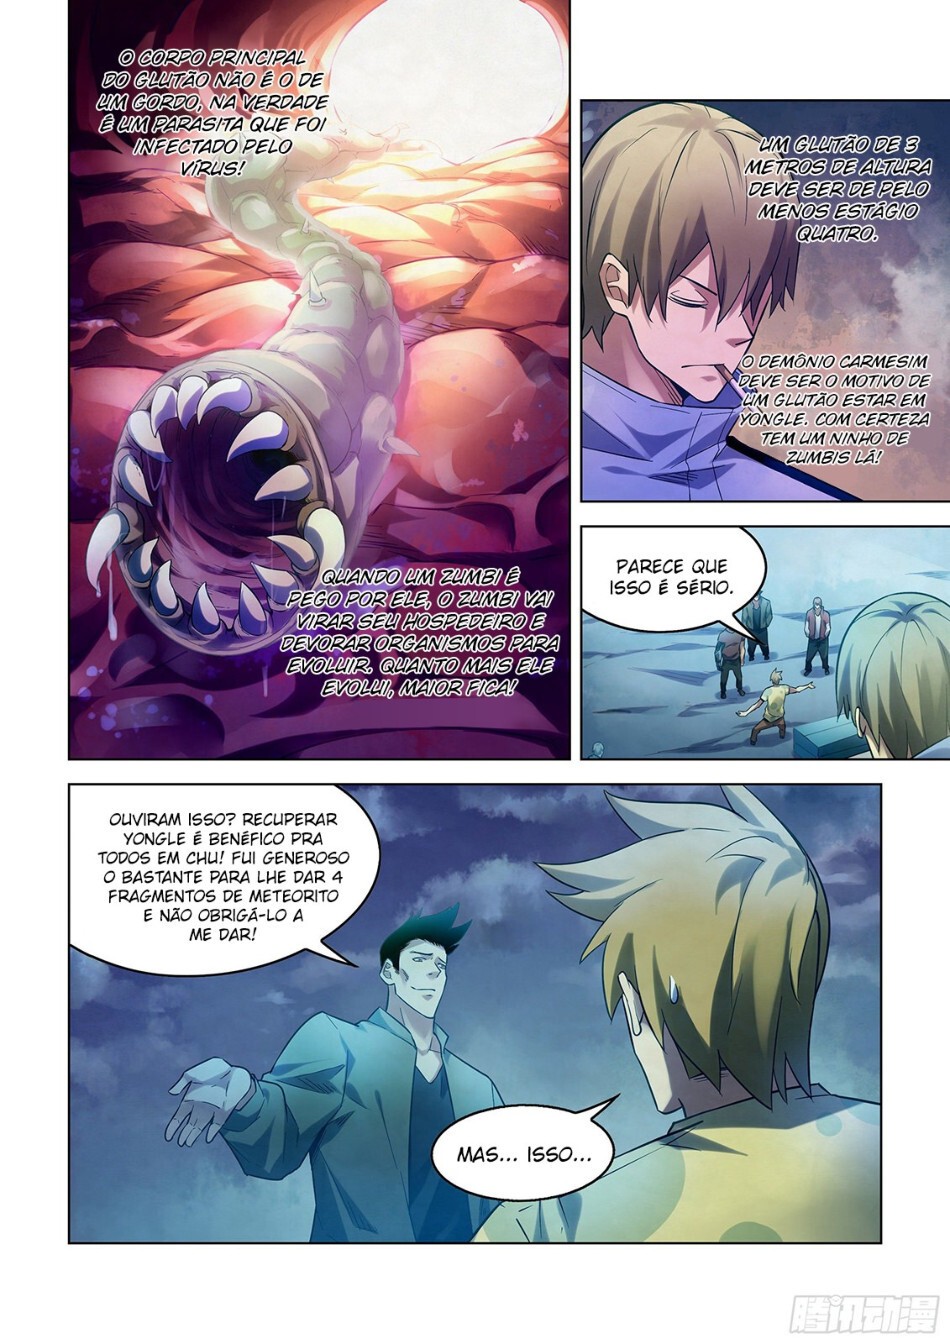 O CORPO PRINCIPAL
DO GLUTÃO NÃO É O DE
UM GORDO, NA VERDADE
É UM PARASITA QUE FOI
INFECTADO PELO
VÍRUS!
QUANDO UM ZUMBI É
PEGO POR ELE, O ZUMBI VAI
VIRAR SEU HOSPEDEIRO E
DEVORAR ORGANISMOS PARA
EVOLUIR. QUANTO MAIS ELE
EVOLUI, MAIOR FICA!
UM GLUTÃO DE 3
METROS DE ALTURA
DEVE SER DE PELO
MENOS ESTÁGIO
QUATRO.
O DEMÔNIO CARMESIM
DEVE SER O MOTIVO DE
UM GLUTÃO ESTAR EM
YONGLE. COM CERTEZA
TEM UM NINHO DE
ZUMBIS LÁ!
PARECE QUE
ISSO É SÉRIO.
OUVIRAM ISSO? RECUPERAR
YONGLE É BENÉFICO PRA
TODOS EM CHU! FUI GENEROSO
O BASTANTE PARA LHE DAR 4
FRAGMENTOS DE METEORITO
E NÃO OBRIGÁ-LO A
ME DAR!
MAS... ISSO...
腾讯动漫